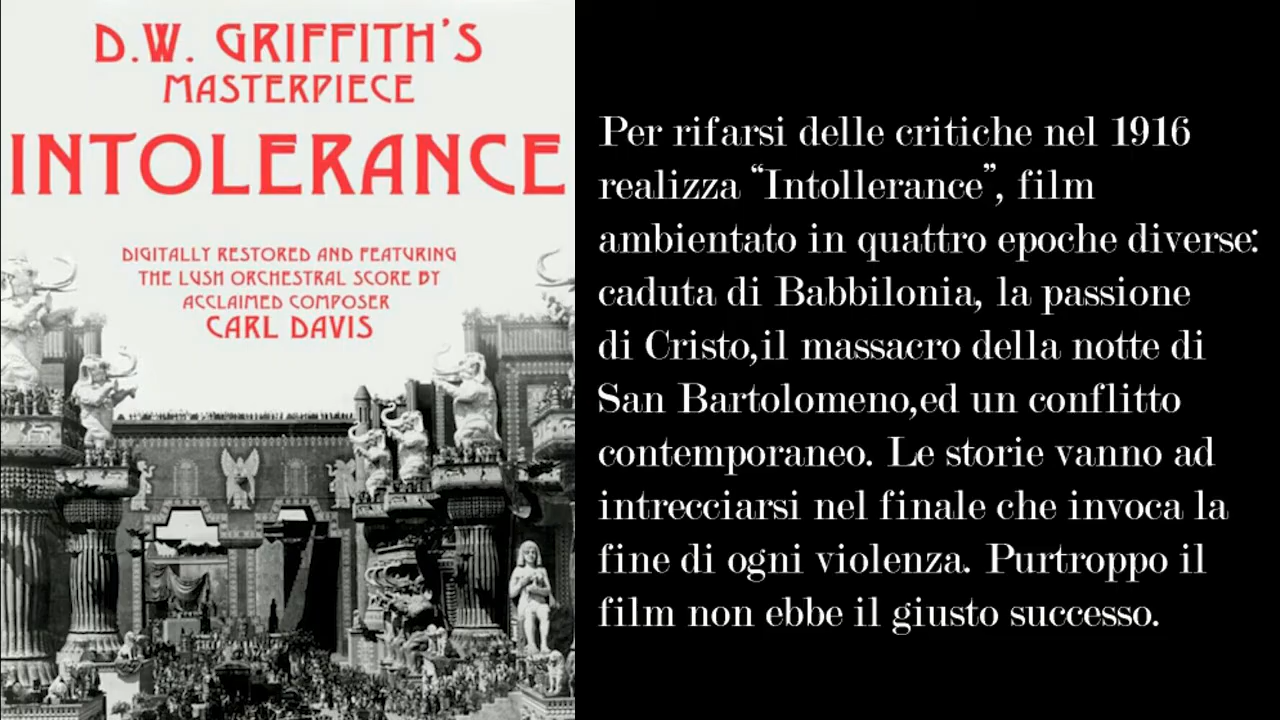 D.W. GRIFFITH'S
MASTERPIECE
INTOLERANCE
DIGITALLY RESTORED AND FEATURING
THE LUSH ORCHESTRAL SCORE BY
ACCLAIMED COMPOSER
CARL DAVIS
Per rifarsi delle critiche nel 1916
realizza “Intollerance”, film
ambientato in quattro epoche diverse:
caduta di Babbilonia, la passione
di Cristo,il massacro della notte di
San Bartolomeno,ed un conflitto
contemporaneo. Le storie vanno ad
intrecciarsi nel finale che invoca la
fine di ogni violenza. Purtroppo il
film non ebbe il giusto successo.